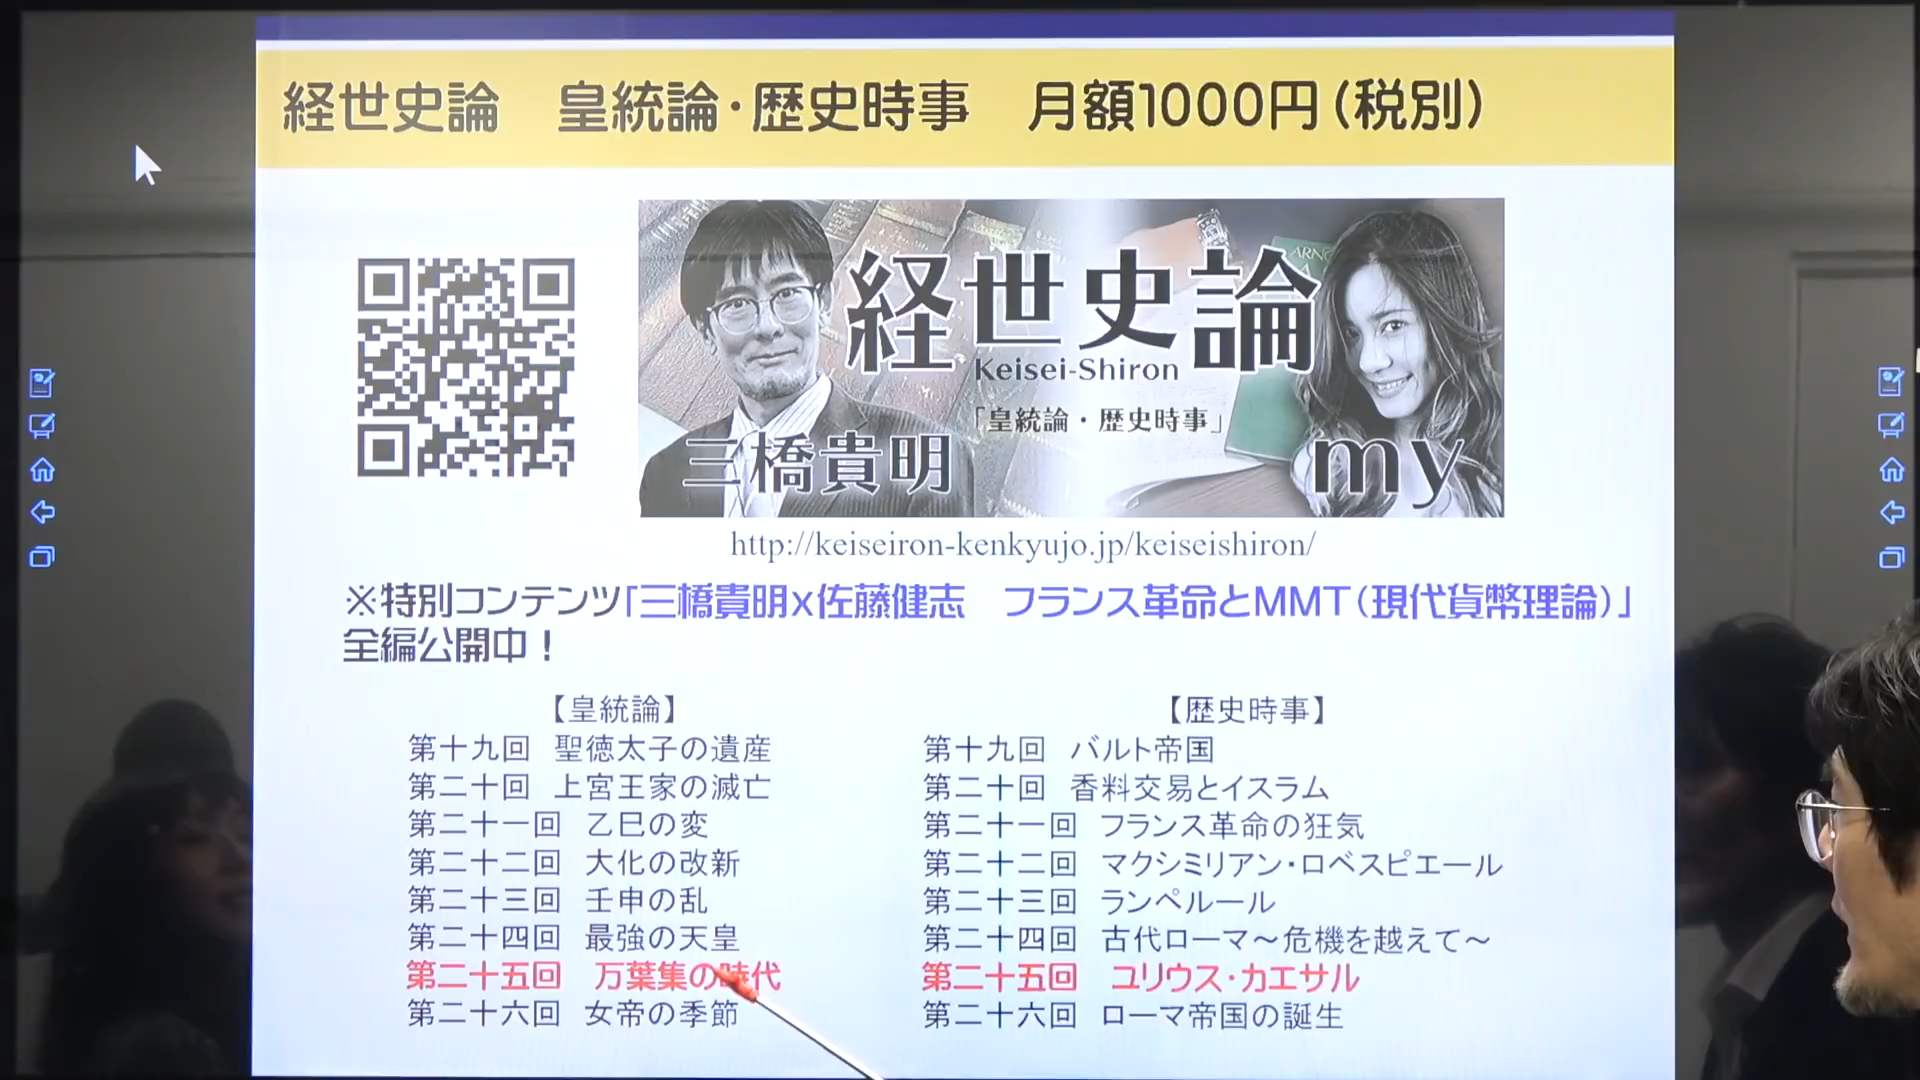 経世史論　皇統論・歴史時事　月額1000円（税別）
経世史論
Keisei-Shiron
「皇統論・歴史時事」
三橋貴明
my
http://keiseiron-kenkyujo.jp/keiseishiron/
※特別コンテンツ「三橋貴明x佐藤健志　フランス革命とMMT（現代貨幣理論）」
全編公開中！
【皇統論】
第十九回　聖徳太子の遺産
第二十回　上宮王家の滅亡
第二十一回　乙巳の変
第二十二回　大化の改新
第二十三回　壬申の乱
第二十四回　最強の天皇
第二十五回　万葉集の時代
第二十六回　女帝の季節
【歴史時事】
第十九回　バルト帝国
第二十回　香料交易とイスラム
第二十一回　フランス革命の狂気
第二十二回　マクシミリアン・ロベスピエール
第二十三回　ランペルール
第二十四回　古代ローマ～危機を越えて～
第二十五回　ユリウス・カエサル
第二十六回　ローマ帝国の誕生